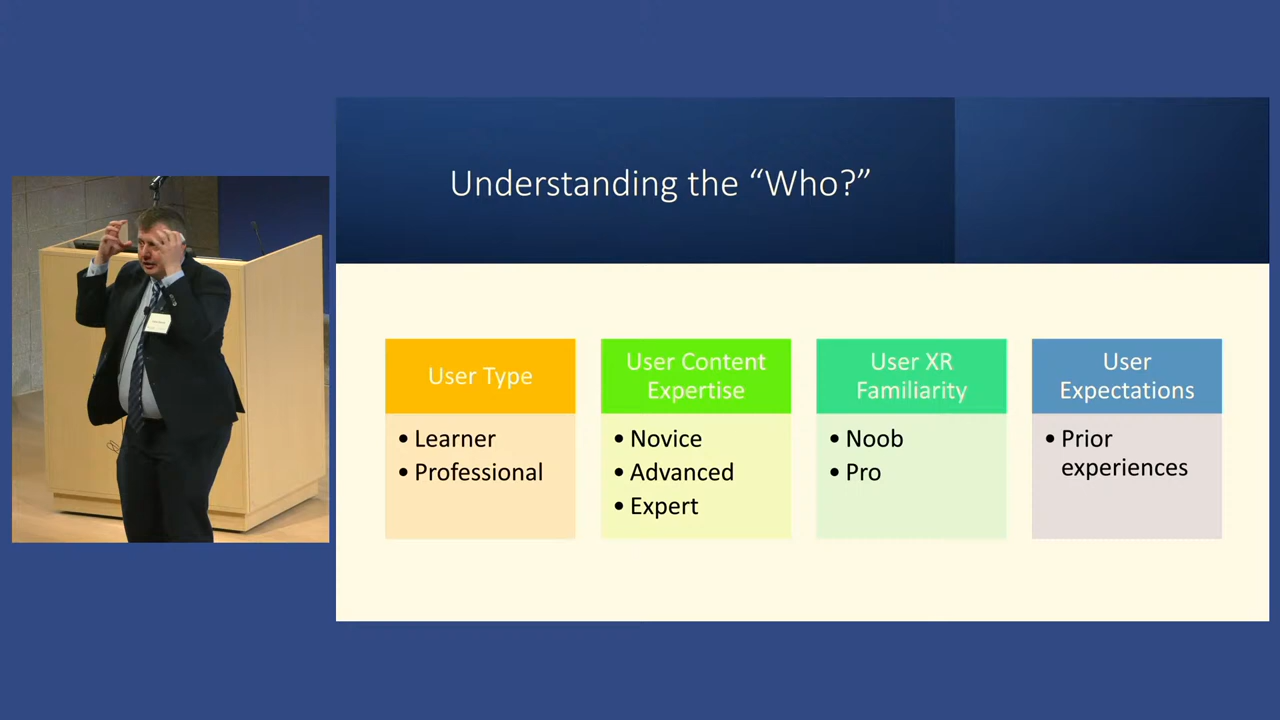 Understanding the “Who?”
User Type
• Learner
• Professional
User Content
Expertise
• Novice
• Advanced
• Expert
User XR
Familiarity
• Noob
• Pro
User
Expectations
• Prior
experiences